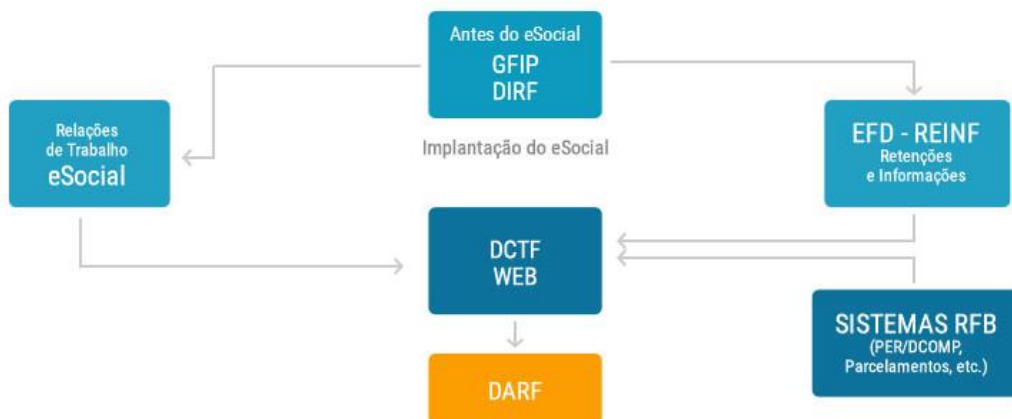 Antes do eSocial
GFIP
DIRF
Relações
de Trabalho
eSocial
EFD - REINF
Retenções
e Informações
Implantação do eSocial
DCTF
WEB
SISTEMAS RFB
(PER/DCOMP,
Parcelamentos, etc.)
DARF